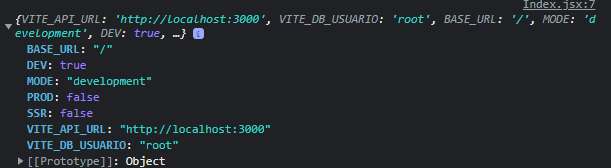 Index.jsx:7
{VITE_API_URL: 'http://localhost:3000', VITE_DB_USUARIO: 'root', BASE_URL: '/', MODE: 'd
evelopment', DEV: true, …} i
BASE_URL: "/"
DEV: true
MODE: "development"
PROD: false
SSR: false
VITE_API_URL: "http://localhost:3000"
VITE_DB_USUARIO: "root"
[[Prototype]]: Object